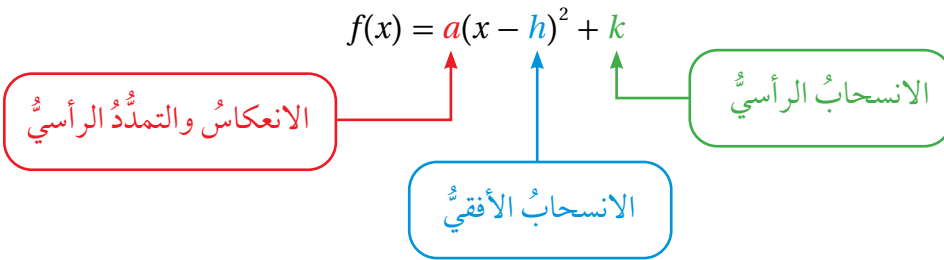 f(x) = a(x − h)² + k
الانسحابُ الرأسيُّ
الانعكاسُ والتمدُّدُ الرأسيُّ
الانسحابُ الأفقيُّ